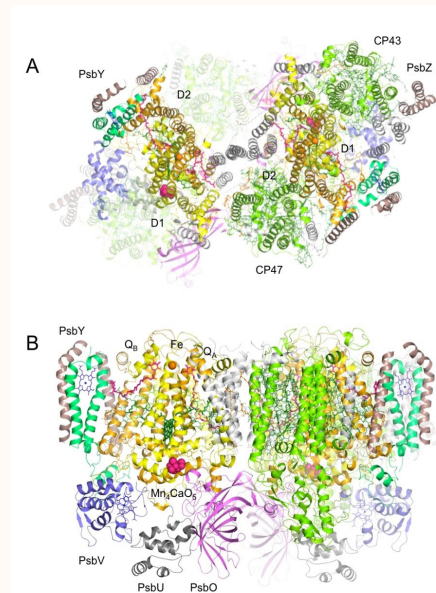 CP43
A
PsbY
PsbZ
D2
D1
D2
D1
CP47
PsbY
B
QB
Fe
QA
Mn4CaO5
PsbV
PsbU
PsbO